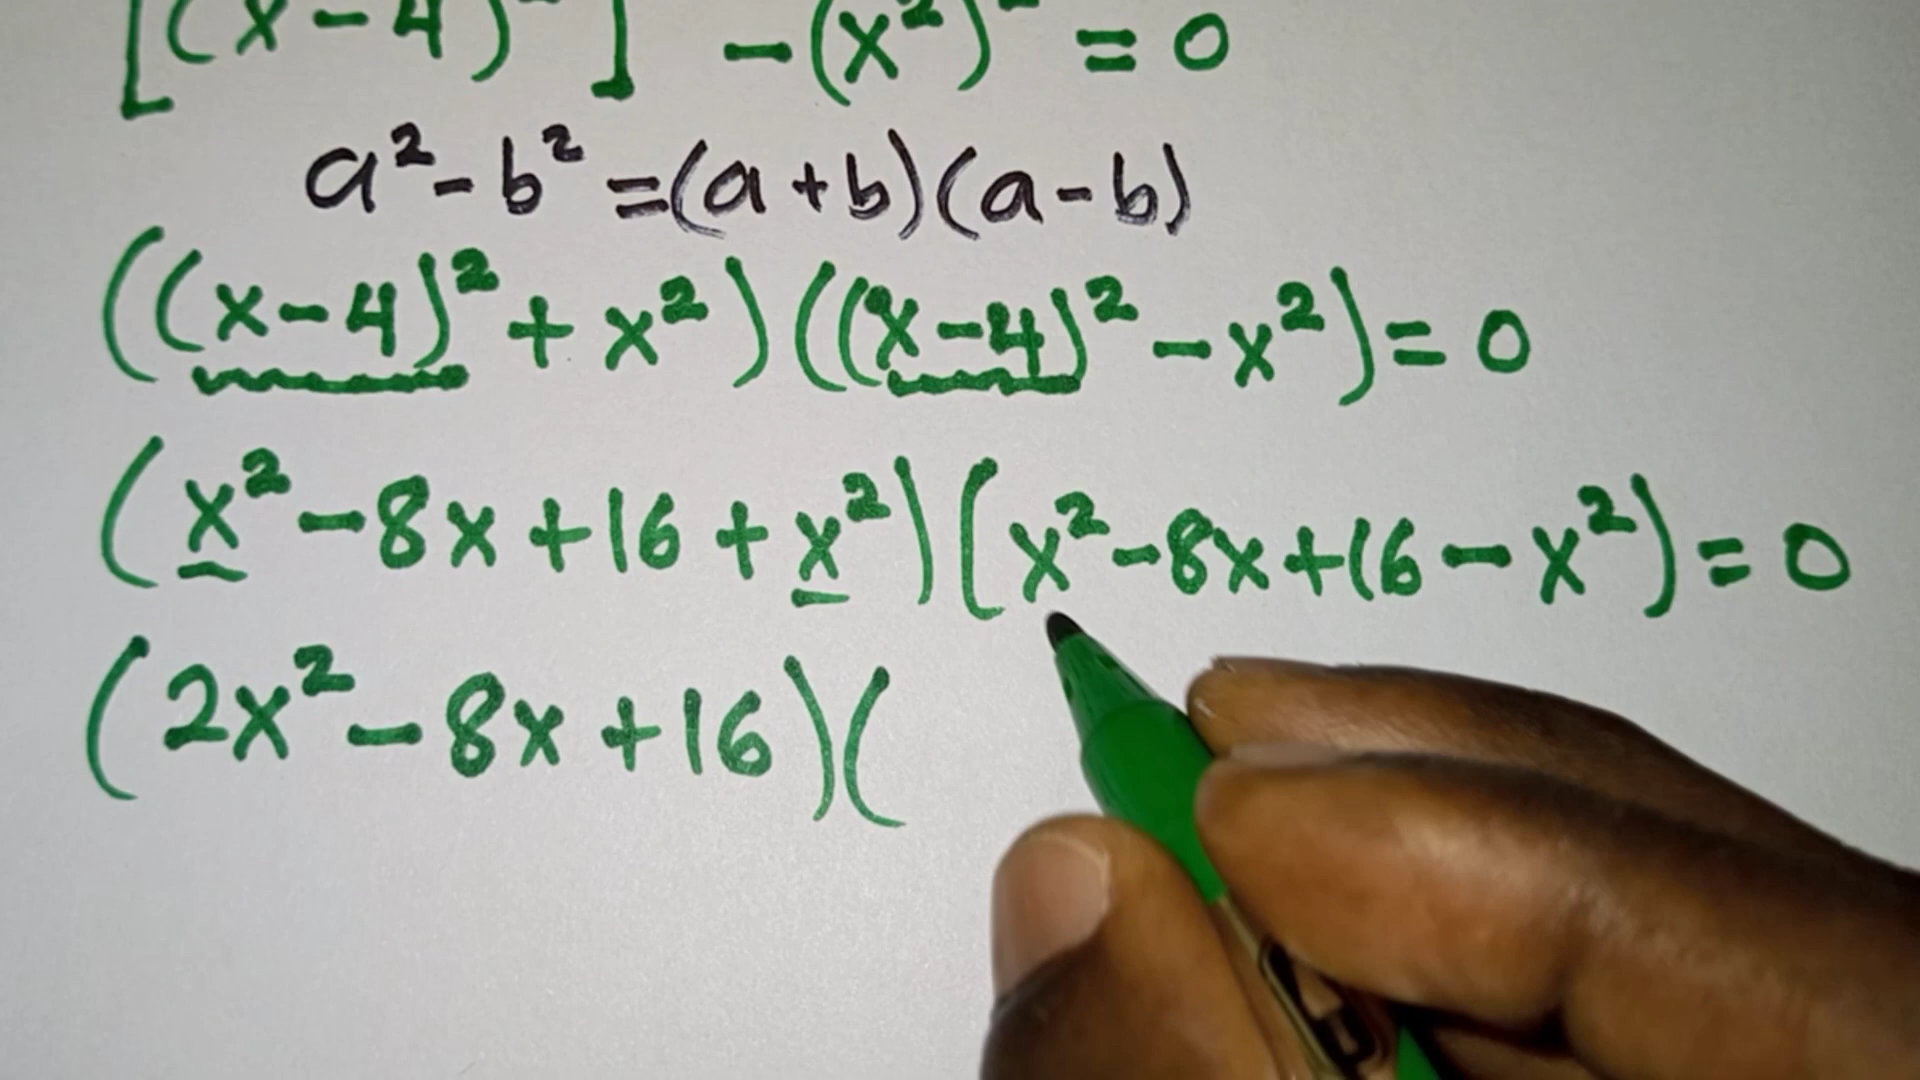 [(x-4)²] -(x²)² = 0
a²-b² =(a+b)(a-b)
((x-4)²+x²)((x-4)²-x²)=0
(x²-8x+16+x²)(x²-8x+16-x²)=0
(2x²-8x+16)(